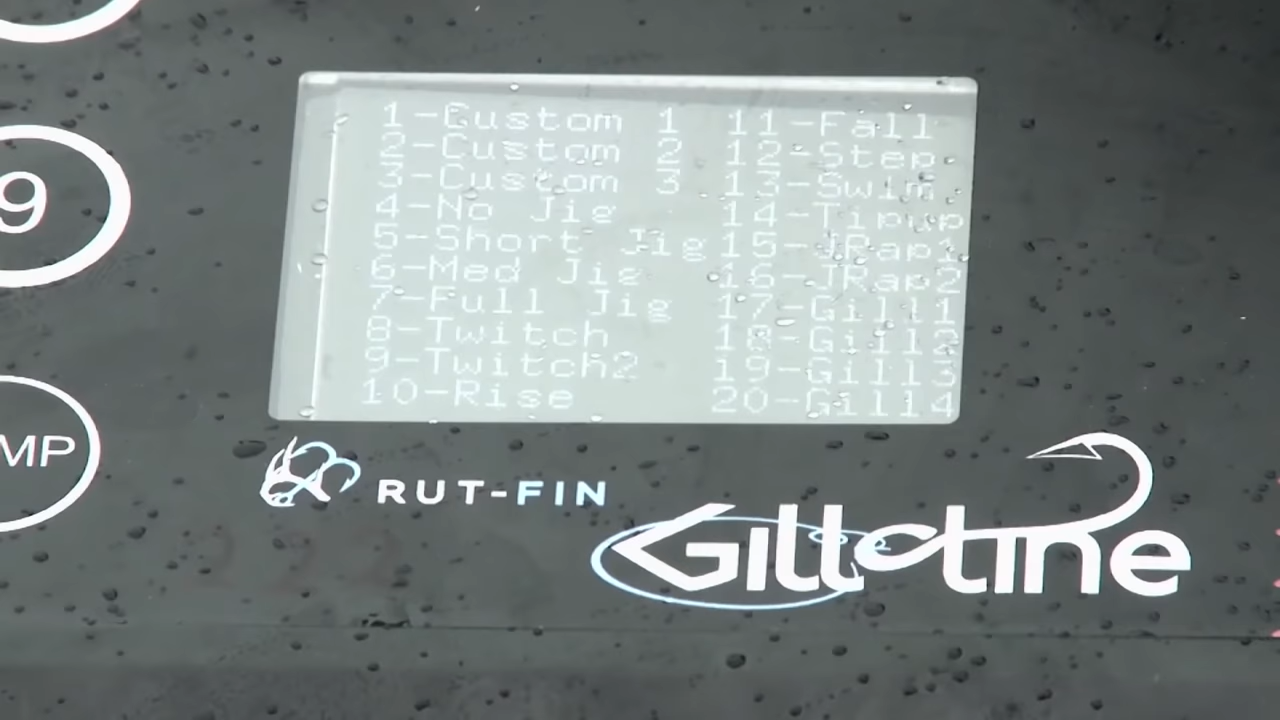 1-Custom 1
2-Custom 2
3-Custom 3
4-No Jig
5-Short Jig
6-Med Jig
7-Full Jig
8-Twitch
9-Twitch2
10-Rise
11-Fall
12-Step
13-Swim
14-Tipup
15-JRap1
16-JRap2
17-Gill1
18-Gill2
19-Gill3
20-Gill4
9
MP
RUT-FIN
Gillotine